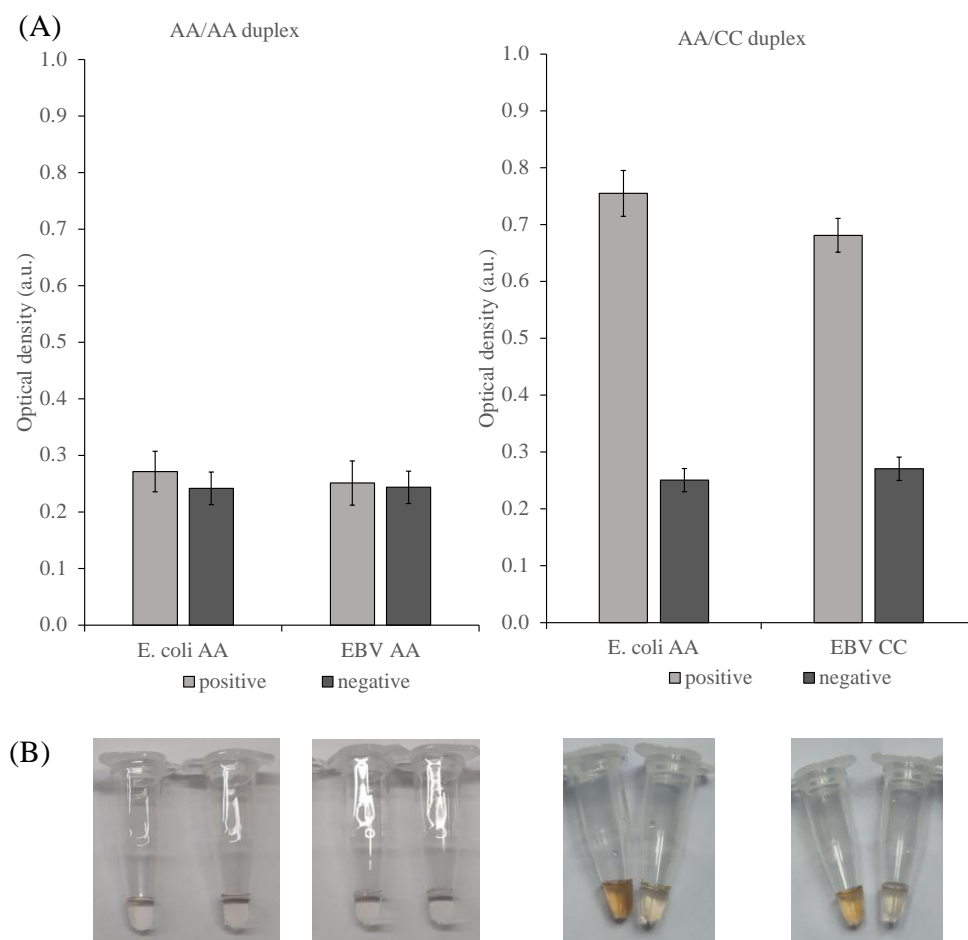 (A)
AA/AA duplex
1.0
0.9
0.8
0.7
0.6
0.5
0.4
0.3
0.2
0.1
0.0
Optical density (a.u.)
E. coli AA EBV AA
positive negative
AA/CC duplex
1.0
0.9
0.8
0.7
0.6
0.5
0.4
0.3
0.2
0.1
0.0
Optical density (a.u.)
E. coli AA EBV CC
positive negative
(B)